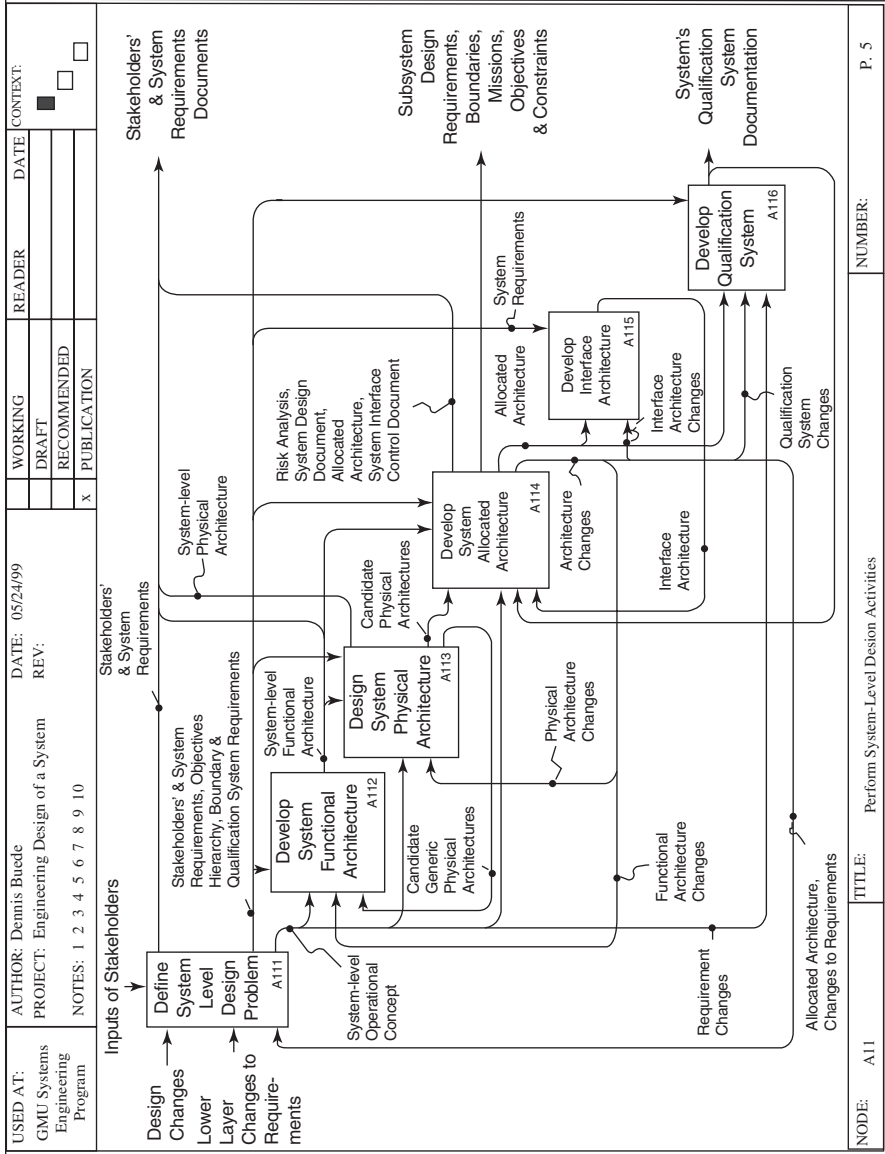 USED AT:
GMU Systems
Engineering
Program
AUTHOR: Dennis Buede
PROJECT: Engineering Design of a System
NOTES: 1 2 3 4 5 6 7 8 9 10
DATE: 05/24/99
REV:
WORKING
DRAFT
RECOMMENDED
x PUBLICATION
READER
DATE
CONTEXT:
Inputs of Stakeholders
Design
Changes
Lower
Layer
Changes to
Require-
ments
Define
System
Level
Design
Problem
A111
Stakeholders'
& System
Requirements
Stakeholders' & System
Requirements, Objectives
Hierarchy, Boundary &
Qualification System Requirements
System-level
Operational
Concept
Develop
System
Functional
Architecture
A112
System-level
Functional
Architecture
System-level
Physical
Architecture
Candidate
Generic
Physical
Architectures
Design
System
Physical
Architecture
A113
Candidate
Physical
Architectures
Risk Analysis,
System Design
Document,
Allocated
Architecture,
System Interface
Control Document
Develop
System
Allocated
Architecture
A114
Allocated
Architecture
System
Requirements
Develop
Interface
Architecture
A115
Architecture
Changes
Interface
Architecture
Changes
Interface
Architecture
Physical
Architecture
Changes
Functional
Architecture
Changes
Requirement
Changes
Allocated Architecture,
Changes to Requirements
Qualification
System
Changes
Develop
Qualification
System
A116
Stakeholders'
& System
Requirements
Documents
Subsystem
Design
Requirements,
Boundaries,
Missions,
Objectives
& Constraints
System's
Qualification
System
Documentation
NODE: A11
TITLE: Perform System-Level Desion Activities
NUMBER: P. 5